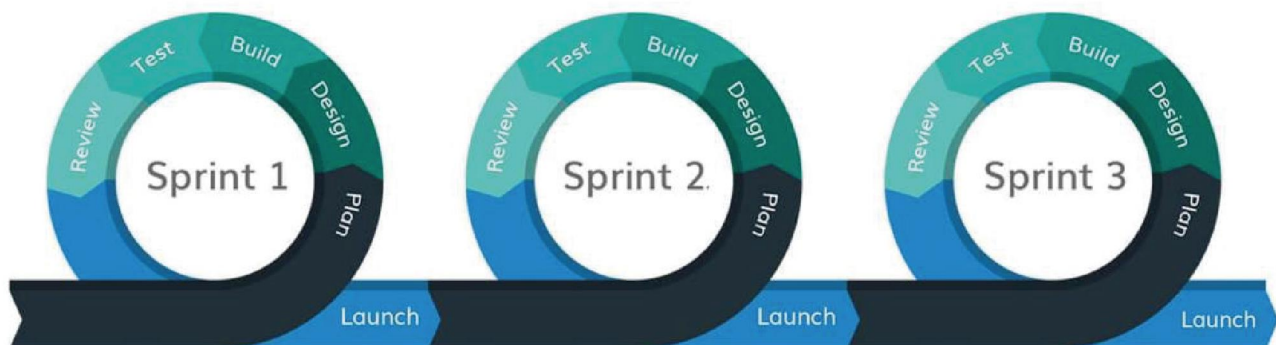 Build
Test
Design
Review
Sprint 1
Plan
Launch
Build
Test
Design
Review
Sprint 2.
Plan
Launch
Build
Test
Design
Review
Sprint 3
Plan
Launch